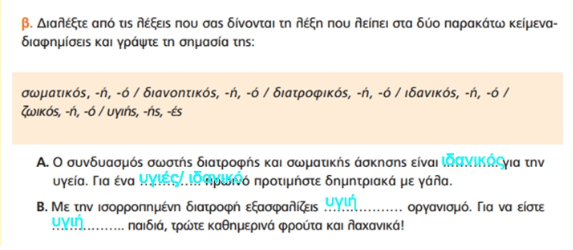 β. Διαλέξτε από τις λέξεις που σας δίνονται τη λέξη που λείπει στα δύο παρακάτω κείμενα-
διαφημίσεις και γράψτε τη σημασία της:
σωματικός, -ή, -ό / διανοητικός, -ή, -ό / διατροφικός, -ή, -ό / ιδανικός, -ή, -ό /
ζωικός, -ή, -ό / υγιής, -ής, -ές
Α. Ο συνδυασμός σωστής διατροφής και σωματικής άσκησης είναι ιδανικός για την
υγεία. Για ένα υγιές/ ιδανικό πρωινό προτιμήστε δημητριακά με γάλα.
Β. Με την ισορροπημένη διατροφή εξασφαλίζεις υγιή .................. οργανισμό. Για να είστε
υγιή .................. παιδιά, τρώτε καθημερινά φρούτα και λαχανικά!